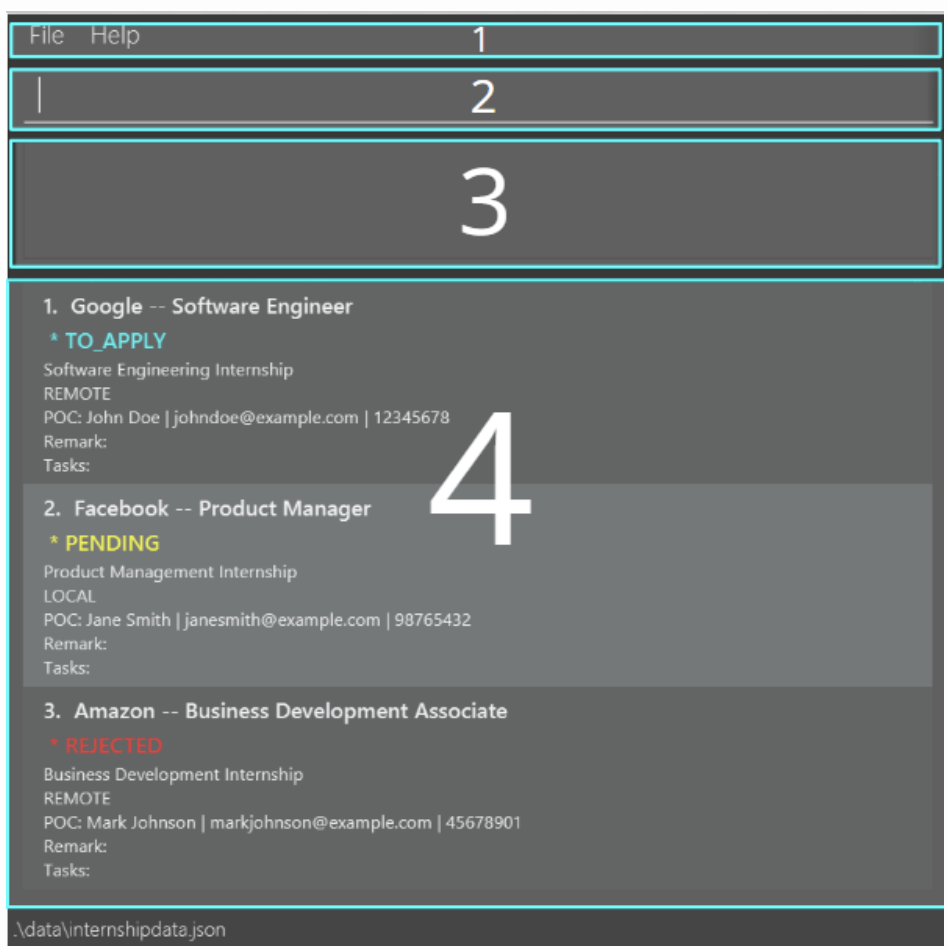 File Help 1
2
3
1. Google -- Software Engineer
* TO_APPLY
Software Engineering Internship
REMOTE
POC: John Doe | johndoe@example.com | 12345678
Remark:
Tasks:
4
2. Facebook -- Product Manager
* PENDING
Product Management Internship
LOCAL
POC: Jane Smith | janesmith@example.com | 98765432
Remark:
Tasks:
3. Amazon -- Business Development Associate
* REJECTED
Business Development Internship
REMOTE
POC: Mark Johnson | markjohnson@example.com | 45678901
Remark:
Tasks:
.\data\internshipdata.json